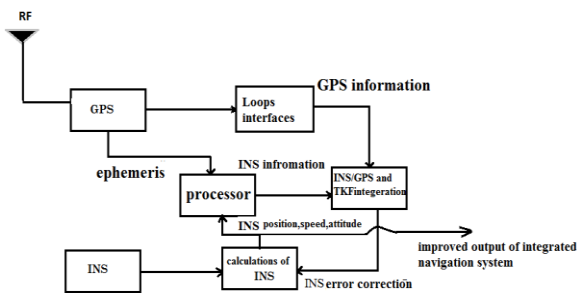 RF
GPS information
GPS
Loops
interfaces
ephemeris
INS infromation
processor
INS/GPS and
TKFintegeration
INS position,speed,attitude
improved output of integrated
navigation system
INS
calculations of
INS
INS error correction